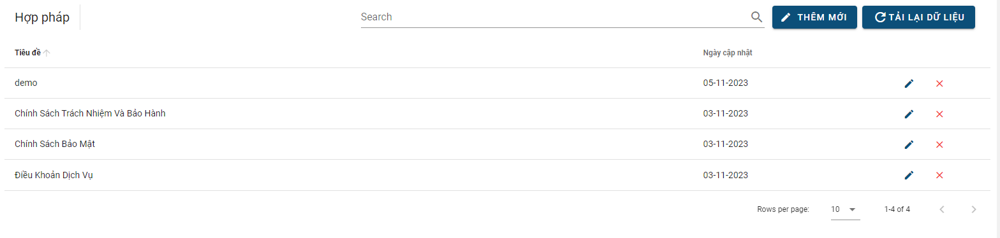 Hợp pháp
Search
THÊM MỚI
TẢI LẠI DỮ LIỆU
Tiêu đề Ngày cập nhật
demo 05-11-2023
Chính Sách Trách Nhiệm Và Bảo Hành 03-11-2023
Chính Sách Bảo Mật 03-11-2023
Điều Khoản Dịch Vụ 03-11-2023
Rows per page: 10 1-4 of 4